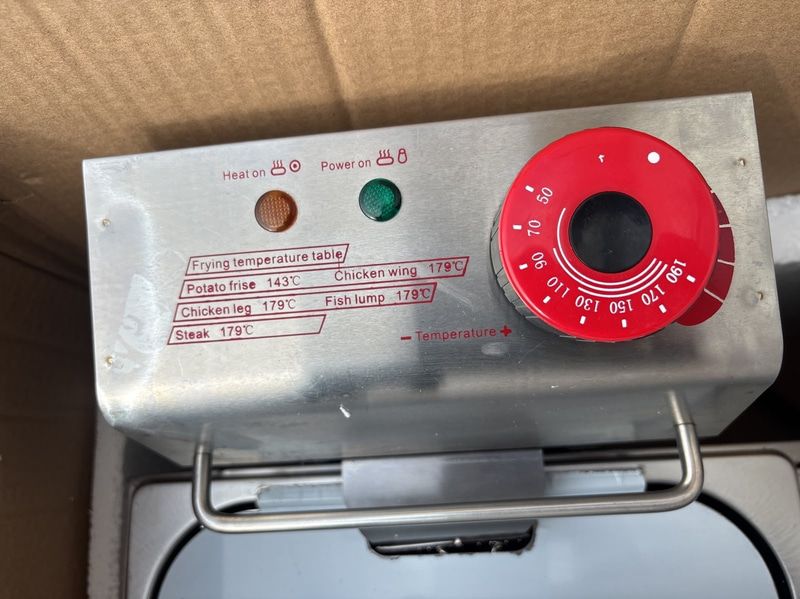 Heat on
Power on
Frying temperature table
Potato frise 143℃ Chicken wing 179℃
Chicken leg 179℃ Fish lump 179℃
Steak 179℃
− Temperature +
50
70
90
110
130
150
170
190